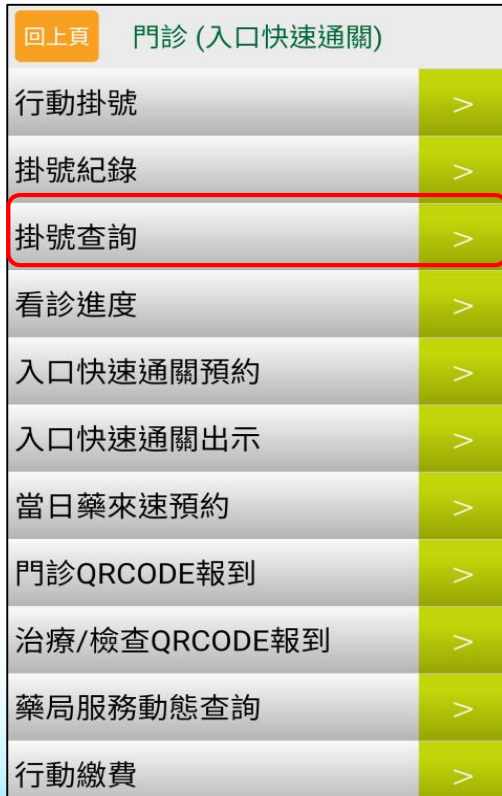 回上頁 門診 (入口快速通關)
行動掛號 >
掛號紀錄 >
掛號查詢 >
看診進度 >
入口快速通關預約 >
入口快速通關出示 >
當日藥來速預約 >
門診QRCODE報到 >
治療/檢查QRCODE報到 >
藥局服務動態查詢 >
行動繳費 >